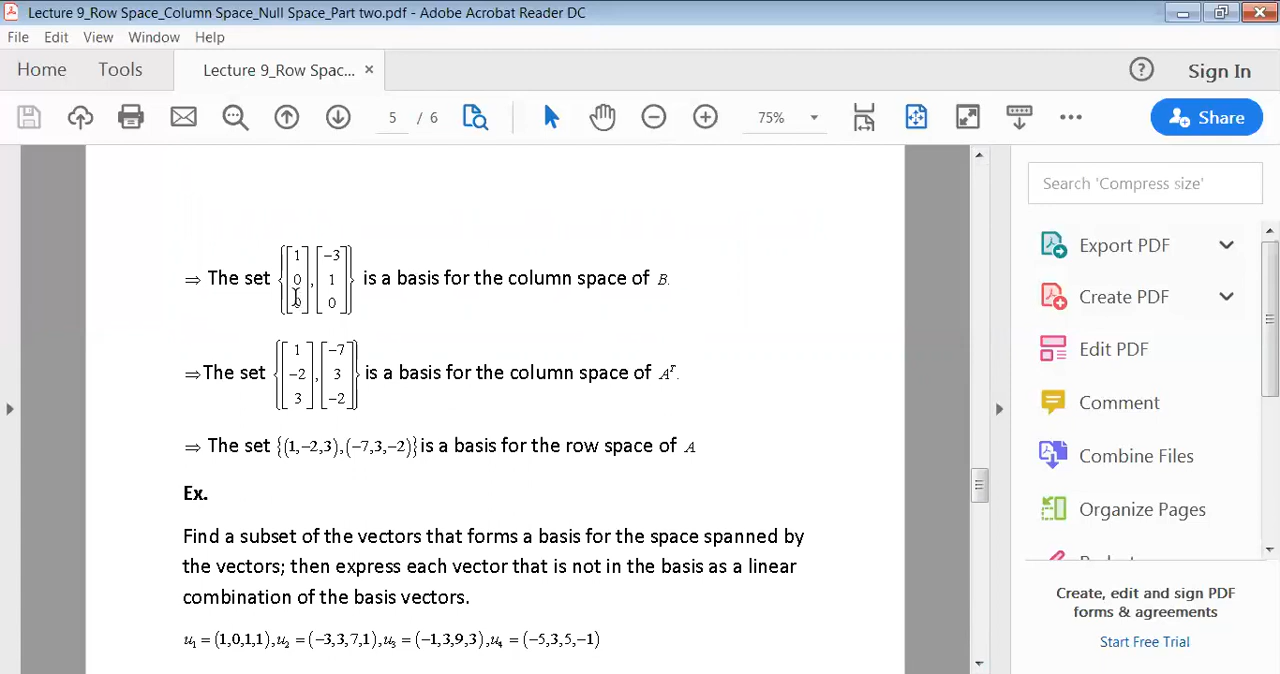 Lecture 9_Row Space_Column Space_Null Space_Part two.pdf - Adobe Acrobat Reader DC
File Edit View Window Help
Home Tools Lecture 9_Row Spac... × ? Sign In
5 / 6 75% Share
Search 'Compress size'
Export PDF
Create PDF
Edit PDF
Comment
Combine Files
Organize Pages
Create, edit and sign PDF
forms & agreements
Start Free Trial
⇒ The set {[1 0 0], [−3 1 0]} is a basis for the column space of B.
⇒The set {[1 −2 3], [−7 3 −2]} is a basis for the column space of Aᵀ.
⇒ The set {(1,−2,3),(−7,3,−2)} is a basis for the row space of A
Ex.
Find a subset of the vectors that forms a basis for the space spanned by
the vectors; then express each vector that is not in the basis as a linear
combination of the basis vectors.
u₁ = (1,0,1,1), u₂ = (−3,3,7,1), u₃ = (−1,3,9,3), u₄ = (−5,3,5,−1)